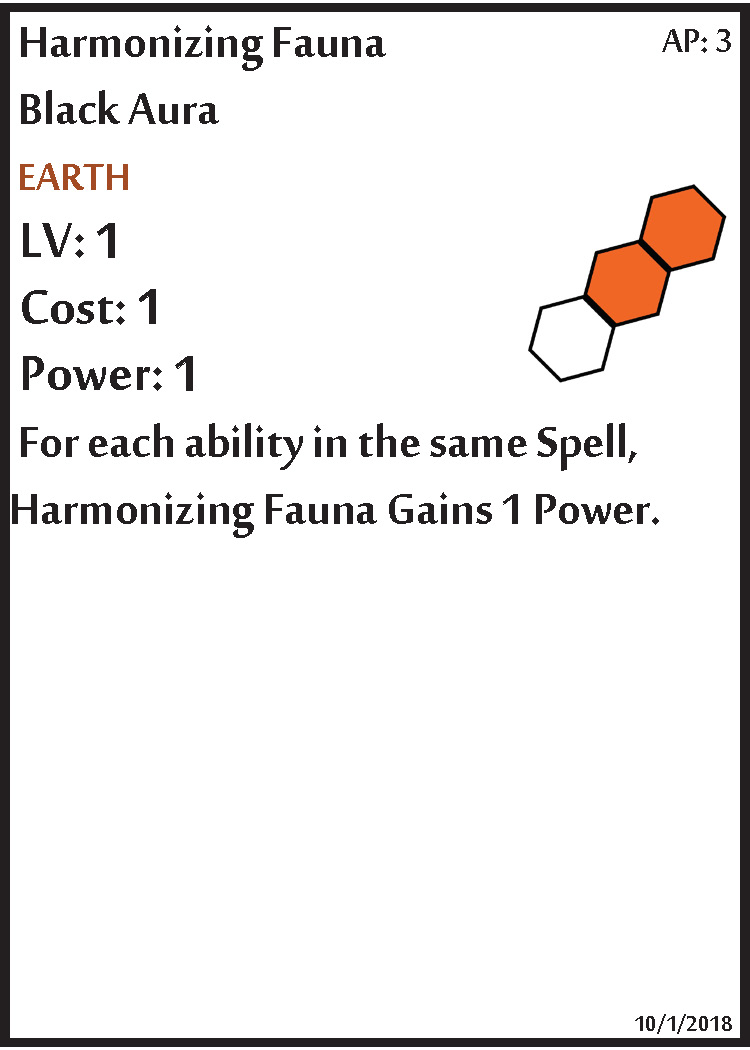 Harmonizing Fauna
AP: 3
Black Aura
EARTH
LV: 1
Cost: 1
Power: 1
For each ability in the same Spell,
Harmonizing Fauna Gains 1 Power.
10/1/2018